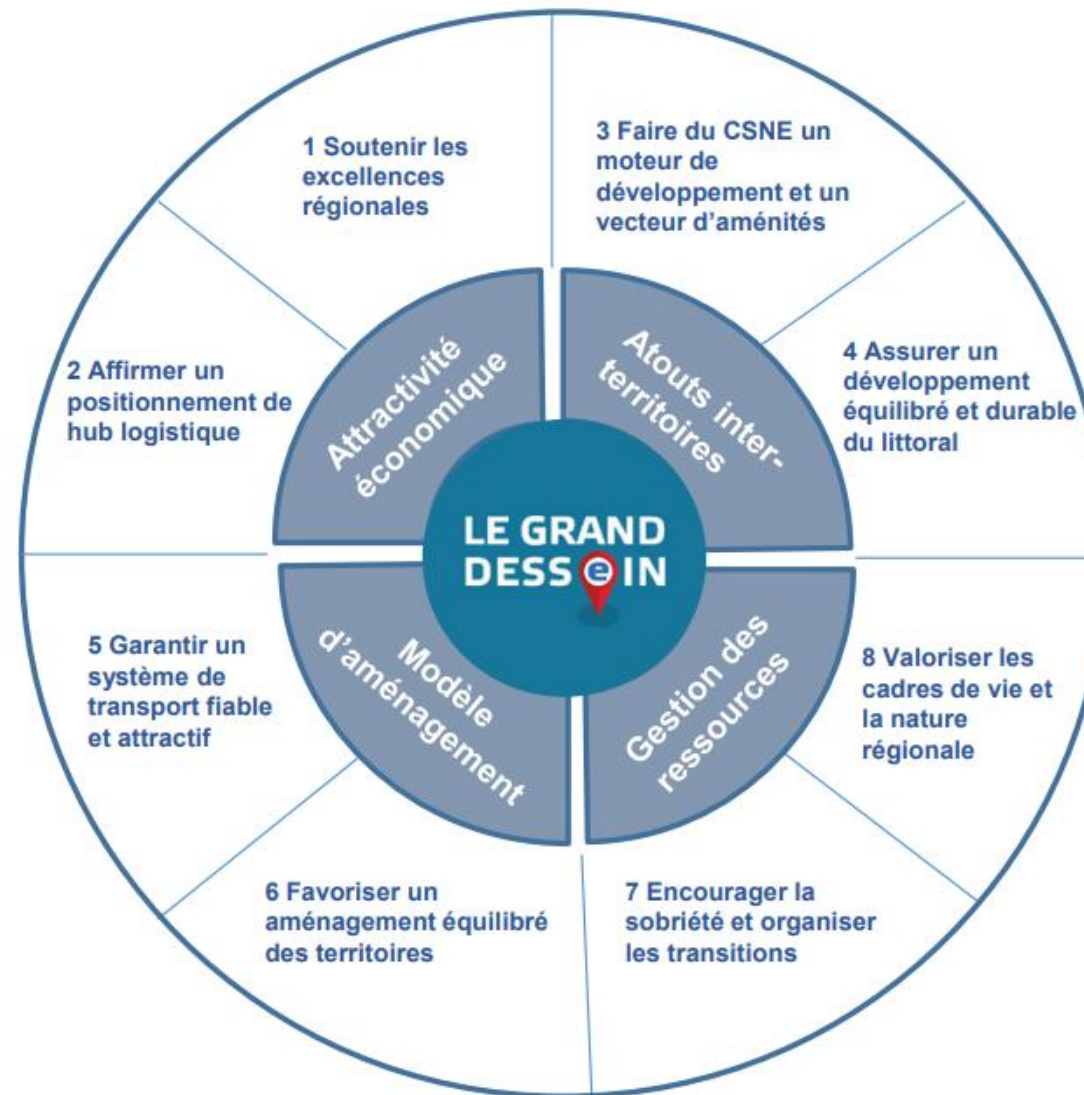 1 Soutenir les
excellences
régionales
2 Affirmer un
positionnement de
hub logistique
3 Faire du CSNE un
moteur de
développement et un
vecteur d'aménités
4 Assurer un
développement
équilibré et durable
du littoral
5 Garantir un
système de
transport fiable
et attractif
6 Favoriser un
aménagement équilibré
des territoires
7 Encourager la
sobriété et organiser
les transitions
8 Valoriser les
cadres de vie et
la nature
régionale
Attractivité
économique
Atouts inter-
territoires
Modèle
d'aménagement
Gestion des
ressources
LE GRAND
DESSeIN